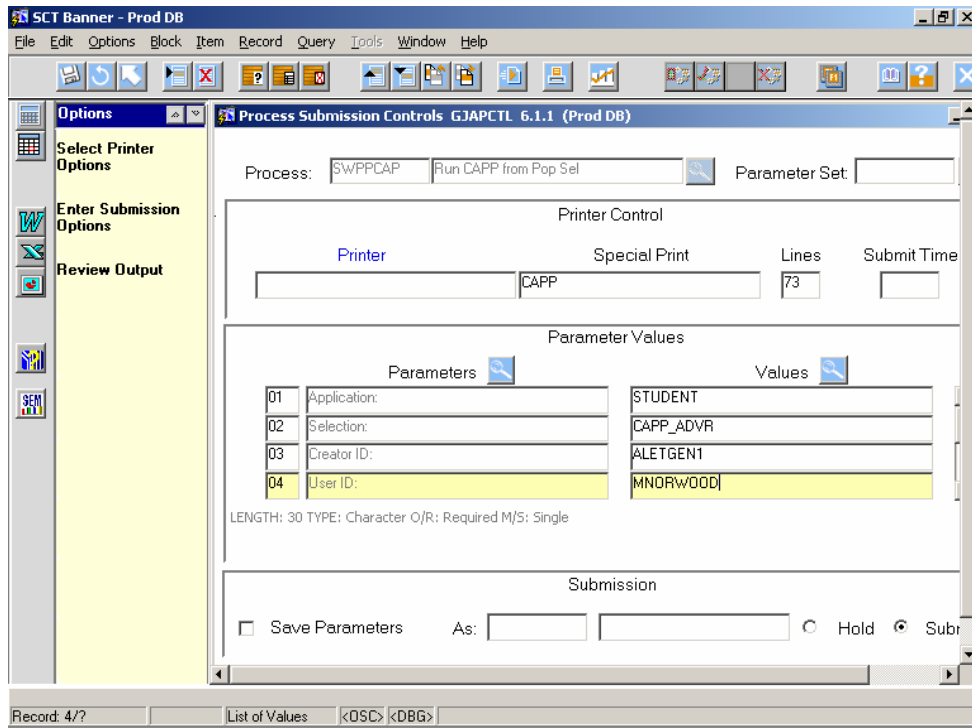 SCT Banner - Prod DB
File Edit Options Block Item Record Query Tools Window Help
Options
Process Submission Controls GJAPCTL 6.1.1 (Prod DB)
Select Printer
Options
Enter Submission
Options
Review Output
Process: SWPPCAP Run CAPP from Pop Sel Parameter Set:
Printer Control
Printer Special Print Lines Submit Time
CAPP 73
Parameter Values
Parameters Values
01 Application: STUDENT
02 Selection: CAPP_ADVR
03 Creator ID: ALETGEN1
04 User ID: MNORWOOD
LENGTH: 30 TYPE: Character O/R: Required M/S: Single
Submission
Save Parameters As: Hold Subr
Record: 4/? List of Values <OSC> <DBG>
SEM